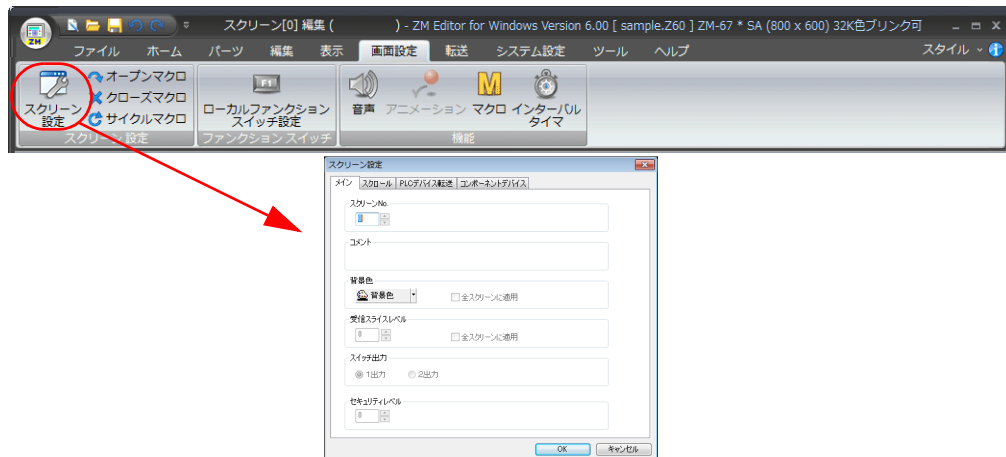 スクリーン[0] 編集 (　　　) - ZM Editor for Windows Version 6.00 [ sample.Z60 ] ZM-67 * SA (800 x 600) 32K色ブリンク可
ZM
ファイル ホーム パーツ 編集 表示 画面設定 転送 システム設定 ツール ヘルプ スタイル
スクリーン
設定
オープンマクロ
クローズマクロ
サイクルマクロ
スクリーン 設定
F1
ローカルファンクション
スイッチ設定
ファンクション スイッチ
音声 アニメーション マクロ インターバル
タイマ
機能
スクリーン設定
メイン スクロール PLCデバイス転送 コンポーネントデバイス
スクリーンNo.
0
コメント
背景色
背景色 全スクリーンに適用
受信スライスレベル
0 全スクリーンに適用
スイッチ出力
1出力 2出力
セキュリティレベル
0
OK キャンセル